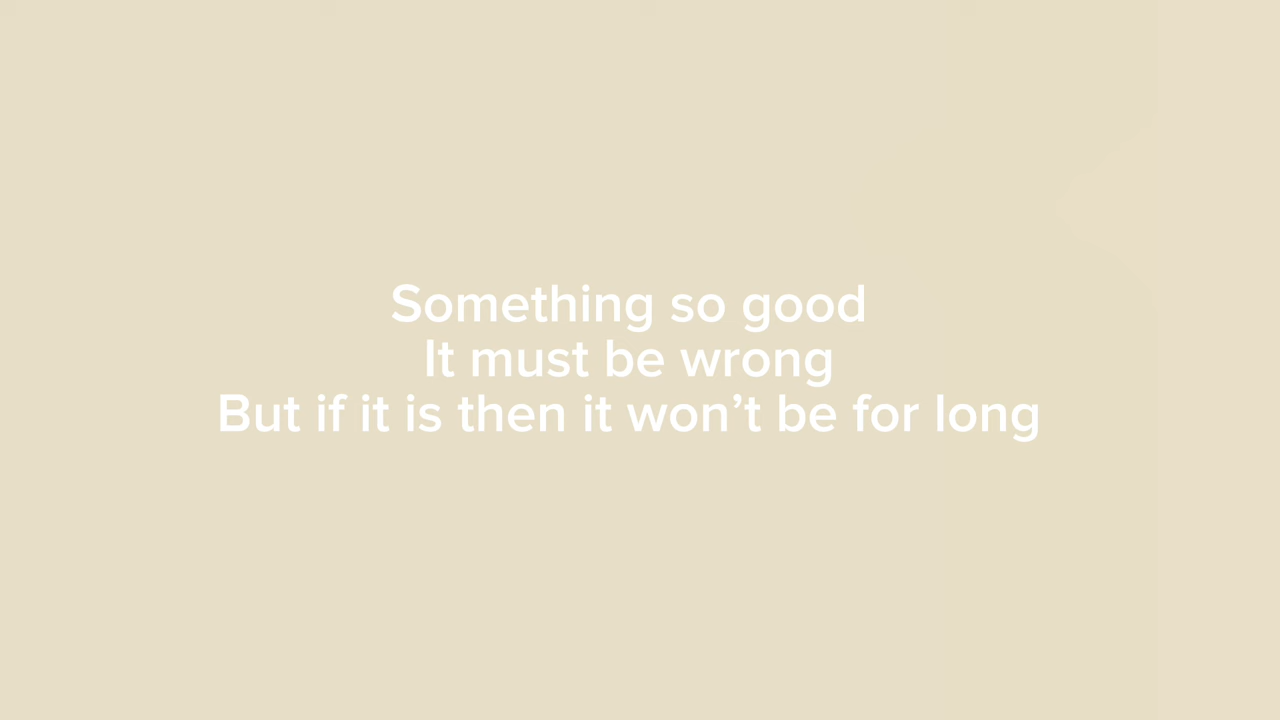 Something so good
It must be wrong
But if it is then it won’t be for long